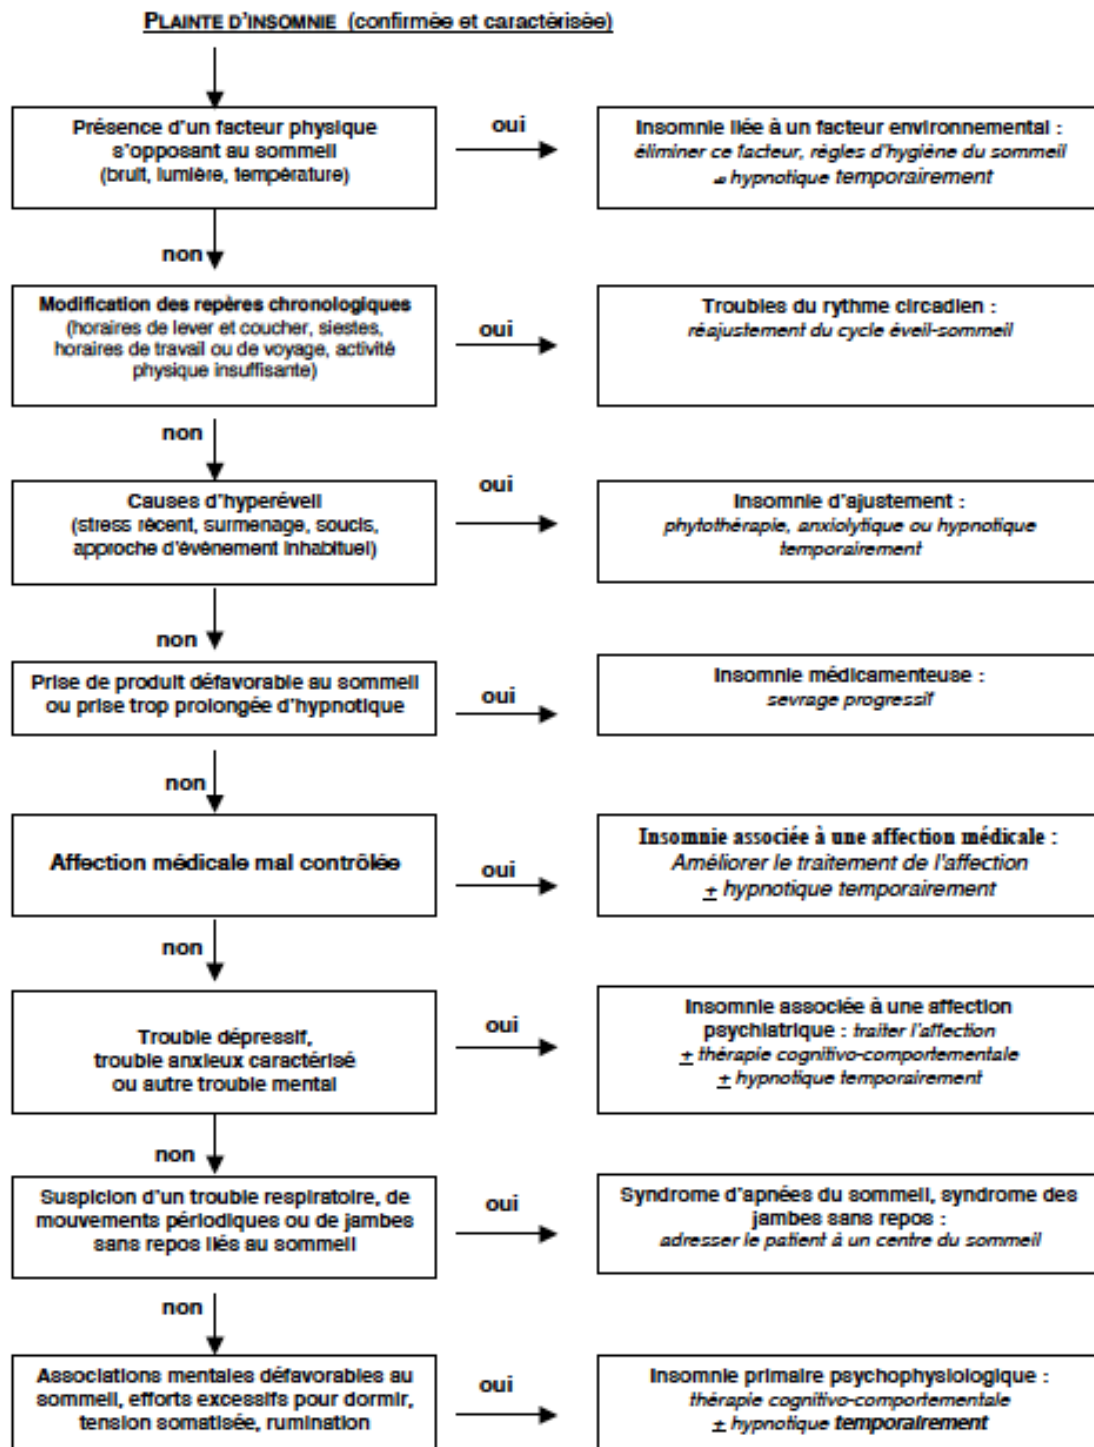 PLAINTE D'INSOMNIE (confirmée et caractérisée)
Présence d'un facteur physique
s'opposant au sommeil
(bruit, lumière, température)
oui
Insomnie liée à un facteur environnemental :
éliminer ce facteur, règles d'hygiène du sommeil
hypnotique temporairement
non
Modification des repères chronologiques
(horaires de lever et coucher, siestes,
horaires de travail ou de voyage, activité
physique insuffisante)
oui
Troubles du rythme circadien :
réajustement du cycle éveil-sommeil
non
Causes d'hyperéveil
(stress récent, surmenage, soucis,
approche d'évènement inhabituel)
oui
Insomnie d'ajustement :
phytothérapie, anxiolytique ou hypnotique
temporairement
non
Prise de produit défavorable au sommeil
ou prise trop prolongée d'hypnotique
oui
Insomnie médicamenteuse :
sevrage progressif
non
Affection médicale mal contrôlée
oui
Insomnie associée à une affection médicale :
Améliorer le traitement de l'affection
± hypnotique temporairement
non
Trouble dépressif,
trouble anxieux caractérisé
ou autre trouble mental
oui
Insomnie associée à une affection
psychiatrique : traiter l'affection
± thérapie cognitivo-comportementale
± hypnotique temporairement
non
Suspicion d'un trouble respiratoire, de
mouvements périodiques ou de jambes
sans repos liés au sommeil
oui
Syndrome d'apnées du sommeil, syndrome des
jambes sans repos :
adresser le patient à un centre du sommeil
non
Associations mentales défavorables au
sommeil, efforts excessifs pour dormir,
tension somatisée, rumination
oui
Insomnie primaire psychophysiologique :
thérapie cognitivo-comportementale
± hypnotique temporairement